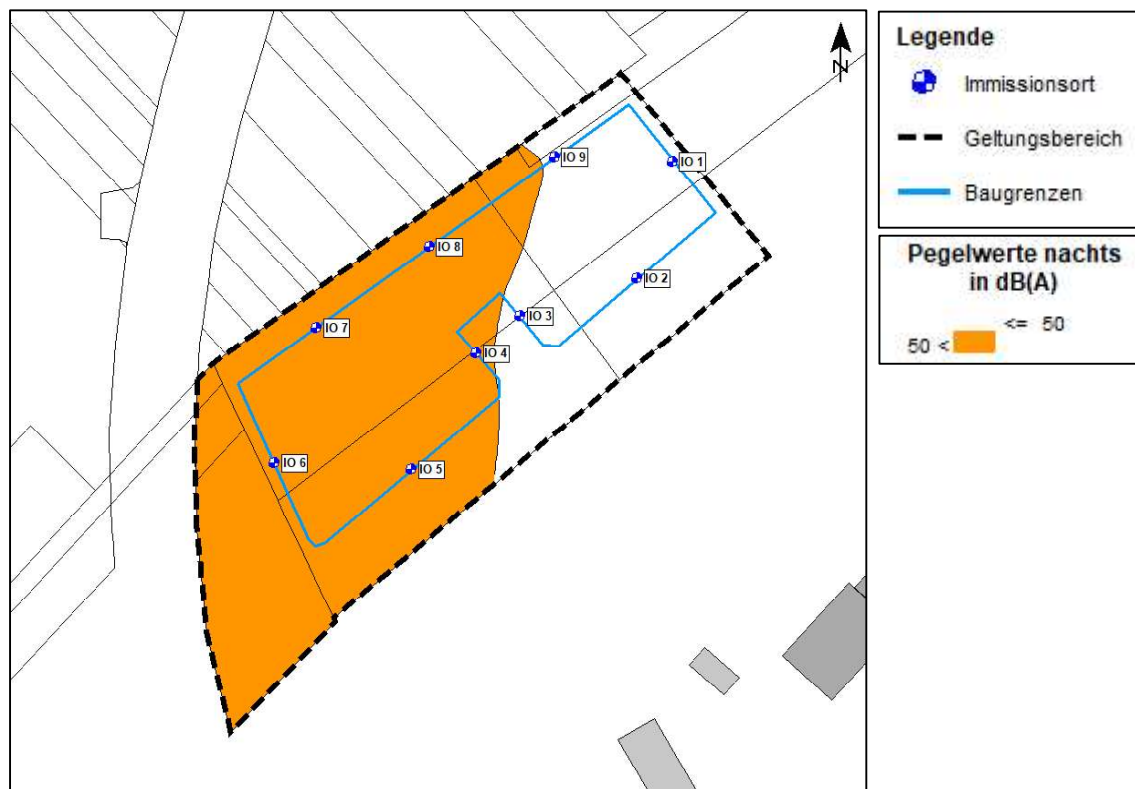 N
IO 9
IO 1
IO 8
IO 2
IO 3
IO 7
IO 4
IO 6
IO 5
Legende
Immissionsort
Geltungsbereich
Baugrenzen
Pegelwerte nachts
in dB(A)
<= 50
50 <